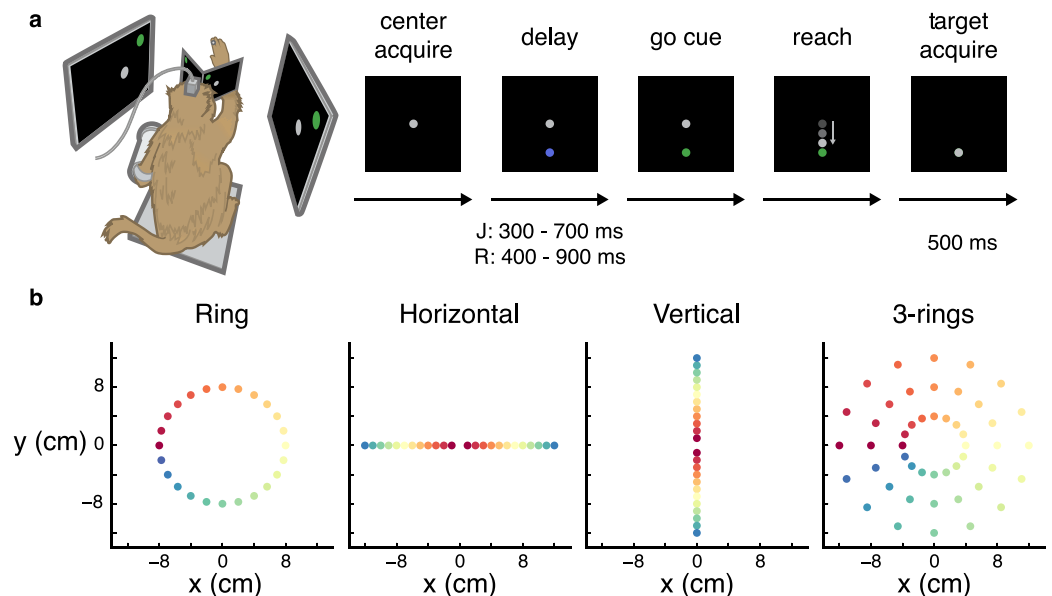 a
center acquire
delay
go cue
reach
target acquire
J: 300 - 700 ms
R: 400 - 900 ms
500 ms
b
Ring
Horizontal
Vertical
3-rings
y (cm)
8
0
−8
−8 0 8
−8 0 8
−8 0 8
−8 0 8
x (cm)
x (cm)
x (cm)
x (cm)